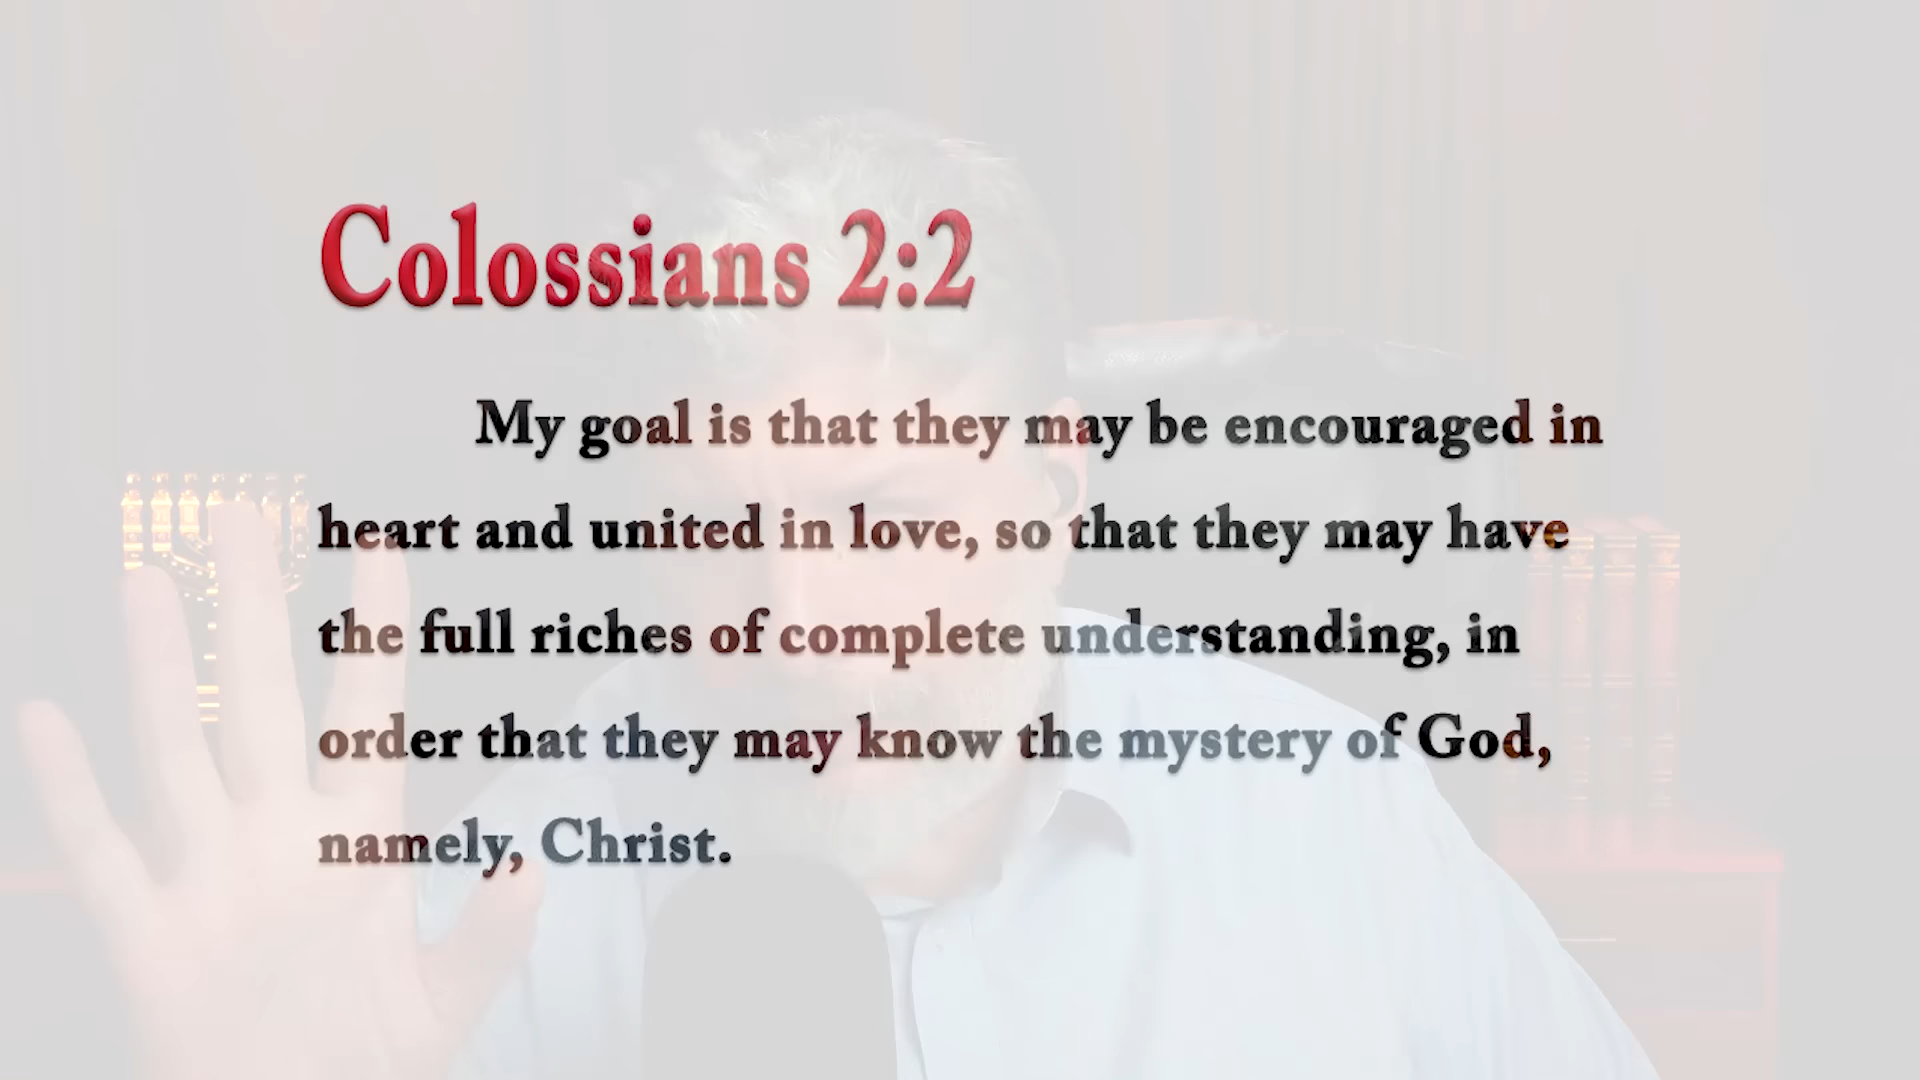 Colossians 2:2
My goal is that they may be encouraged in
heart and united in love, so that they may have
the full riches of complete understanding, in
order that they may know the mystery of God,
namely, Christ.